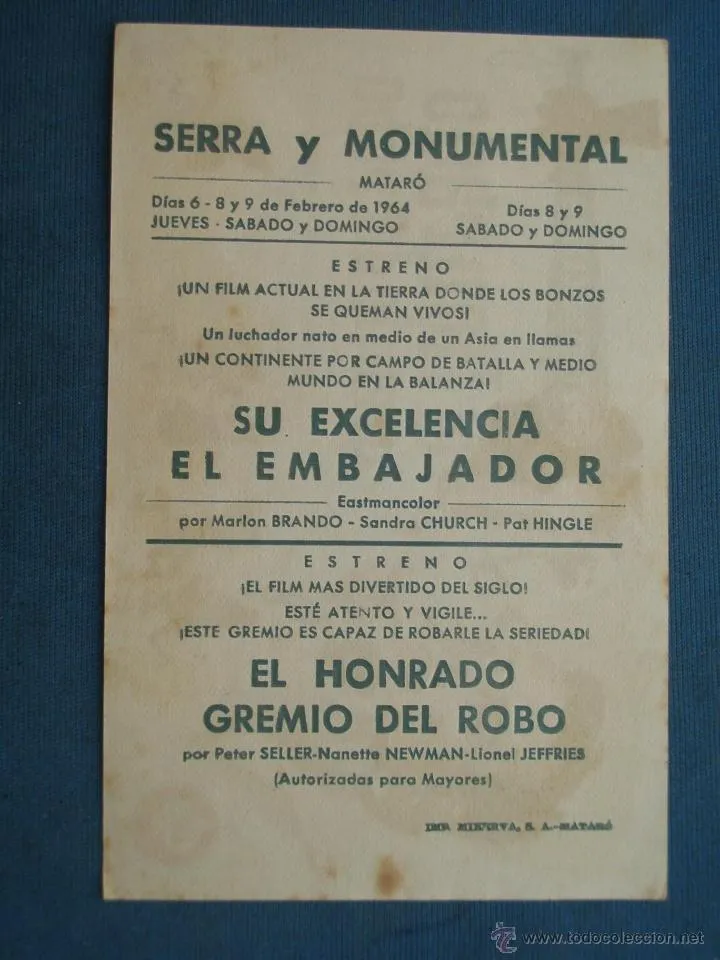 SERRA y MONUMENTAL
MATARÓ
Días 6 - 8 y 9 de Febrero de 1964
JUEVES - SABADO y DOMINGO
Días 8 y 9
SABADO y DOMINGO
ESTRENO
¡UN FILM ACTUAL EN LA TIERRA DONDE LOS BONZOS
SE QUEMAN VIVOS!
Un luchador nato en medio de un Asia en llamas
¡UN CONTINENTE POR CAMPO DE BATALLA Y MEDIO
MUNDO EN LA BALANZA!
SU EXCELENCIA
EL EMBAJADOR
Eastmancolor
por Marlon BRANDO - Sandra CHURCH - Pat HINGLE
ESTRENO
¡EL FILM MAS DIVERTIDO DEL SIGLO!
ESTÉ ATENTO Y VIGILE...
¡ESTE GREMIO ES CAPAZ DE ROBARLE LA SERIEDAD¡
EL HONRADO
GREMIO DEL ROBO
por Peter SELLER-Nanette NEWMAN-Lionel JEFFRIES
(Autorizadas para Mayores)
IMP. MINERVA, S. A.-MATARÓ
www.todocoleccion.net